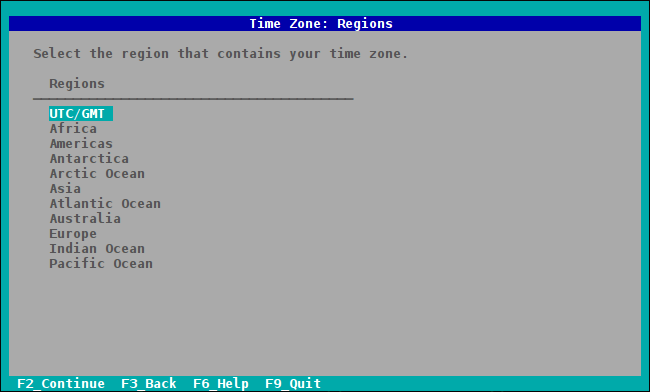 Time Zone: Regions
Select the region that contains your time zone.
Regions
UTC/GMT
Africa
Americas
Antarctica
Arctic Ocean
Asia
Atlantic Ocean
Australia
Europe
Indian Ocean
Pacific Ocean
F2_Continue F3_Back F6_Help F9_Quit